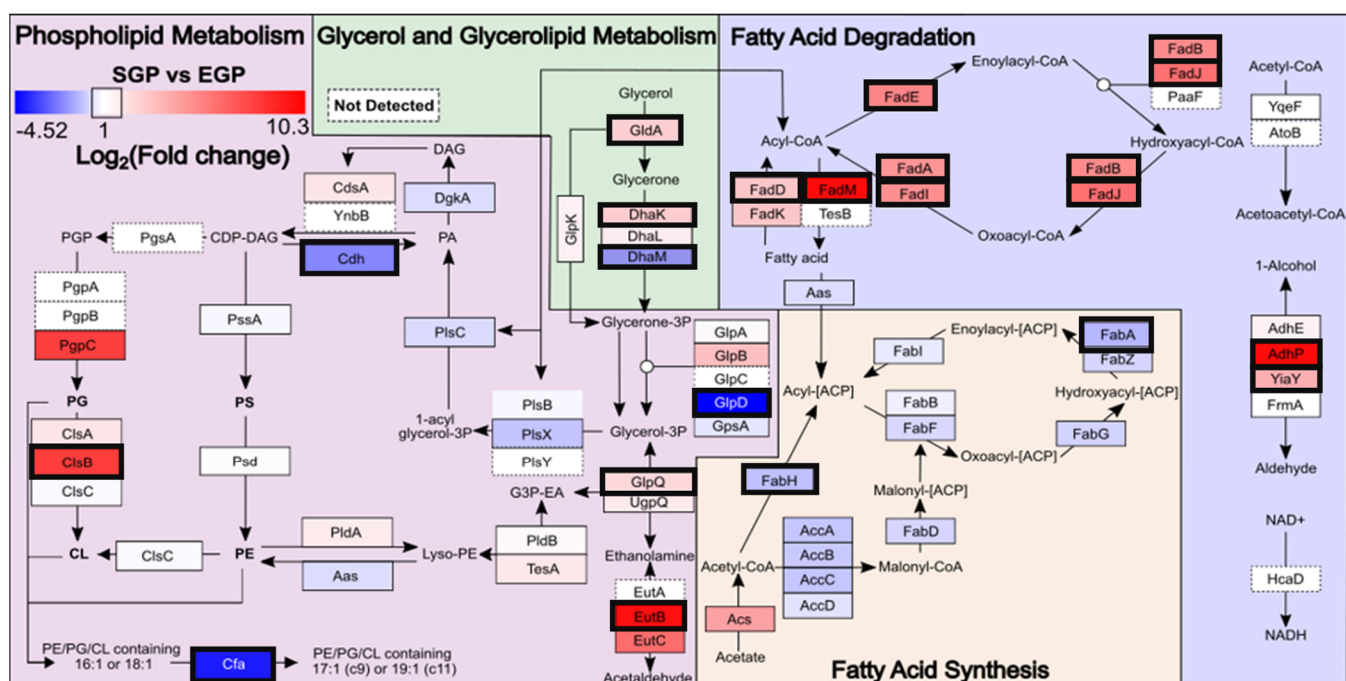 Phospholipid Metabolism
SGP vs EGP
-4.52
1
10.3
Log2(Fold change)
DAG
CdsA
YnbB
DgkA
PGP
PgsA
CDP-DAG
PA
Cdh
PgpA
PgpB
PgpC
PssA
PlsC
PG
PS
ClsA
ClsB
ClsC
Psd
1-acyl
glycerol-3P
PlsB
PlsX
PlsY
G3P-EA
CL
ClsC
PE
PldA
Aas
Lyso-PE
PldB
TesA
PE/PG/CL containing
16:1 or 18:1
Cfa
PE/PG/CL containing
17:1 (c9) or 19:1 (c11)
Glycerol and Glycerolipid Metabolism
Not Detected
Glycerol
GldA
Glycerone
GlpK
DhaK
DhaL
DhaM
Glycerone-3P
GlpA
GlpB
GlpC
GlpD
GpsA
Glycerol-3P
GlpQ
UgpQ
Ethanolamine
EutA
EutB
EutC
Acetaldehyde
Fatty Acid Degradation
Enoylacyl-CoA
FadB
FadJ
PaaF
FadE
Acyl-CoA
Hydroxyacyl-CoA
FadA
FadI
FadB
FadJ
FadD
FadM
FadK
TesB
Oxoacyl-CoA
Fatty acid
Aas
Acetyl-CoA
YqeF
AtoB
Acetoacetyl-CoA
1-Alcohol
AdhE
AdhP
YiaY
FrmA
Aldehyde
NAD+
HcaD
NADH
Enoylacyl-[ACP]
FabI
FabA
FabZ
Acyl-[ACP]
Hydroxyacyl-[ACP]
FabB
FabF
FabG
Oxoacyl-[ACP]
FabH
Malonyl-[ACP]
AccA
AccB
AccC
AccD
FabD
Acetyl-CoA
Malonyl-CoA
Acs
Acetate
Fatty Acid Synthesis